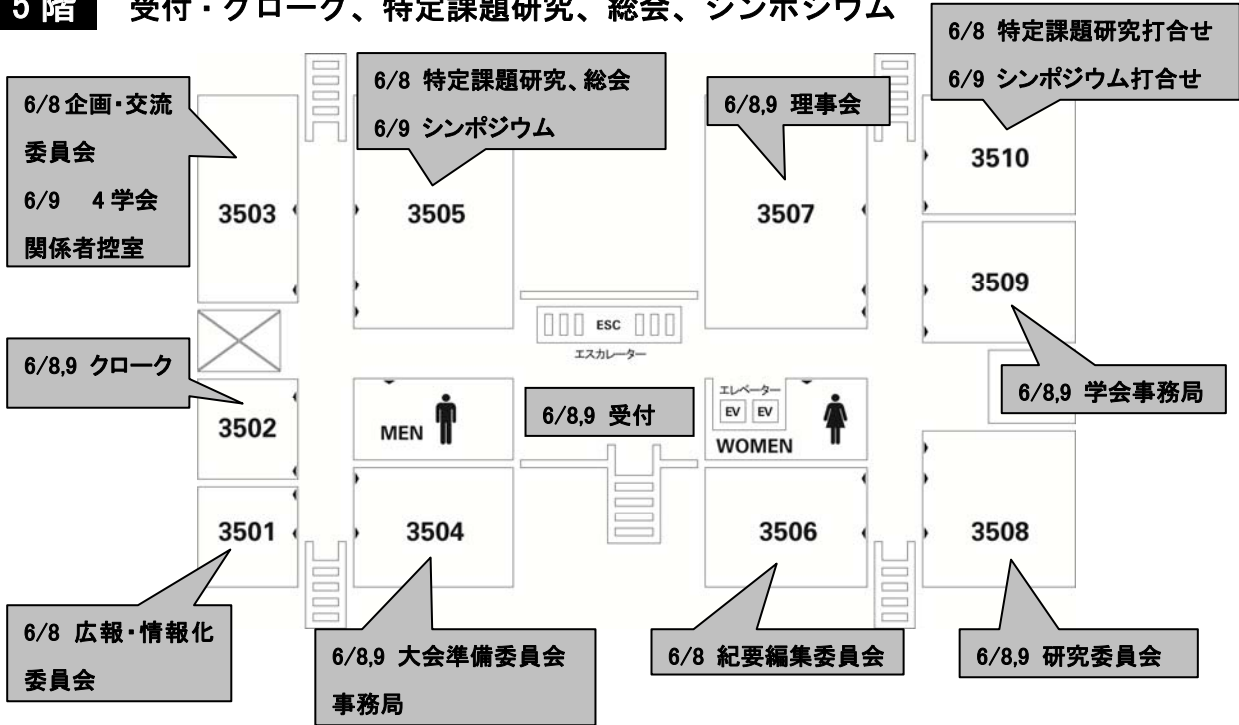 5 階 受付・クローク、特定課題研究、総会、シンポジウム
6/8 特定課題研究打合せ
6/9 シンポジウム打合せ
6/8 特定課題研究、総会
6/9 シンポジウム
6/8,9 理事会
6/8 企画・交流
委員会
6/9 4 学会
関係者控室
3503
3505
3507
3510
3509
ESC
エスカレーター
6/8,9 クローク
6/8,9 学会事務局
3502
MEN
6/8,9 受付
エレベーター
EV EV
WOMEN
3501
3504
3506
3508
6/8 広報・情報化
委員会
6/8,9 大会準備委員会
事務局
6/8 紀要編集委員会
6/8,9 研究委員会